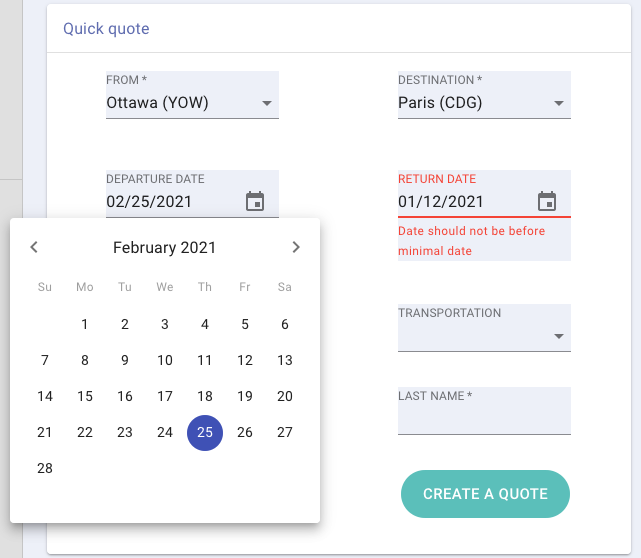 Quick quote
FROM *
DESTINATION *
Ottawa (YOW)
Paris (CDG)
DEPARTURE DATE
RETURN DATE
02/25/2021
01/12/2021
Date should not be before
minimal date
February 2021
Su Mo Tu We Th Fr Sa
1 2 3 4 5 6
7 8 9 10 11 12 13
14 15 16 17 18 19 20
21 22 23 24 25 26 27
28
TRANSPORTATION
LAST NAME *
CREATE A QUOTE